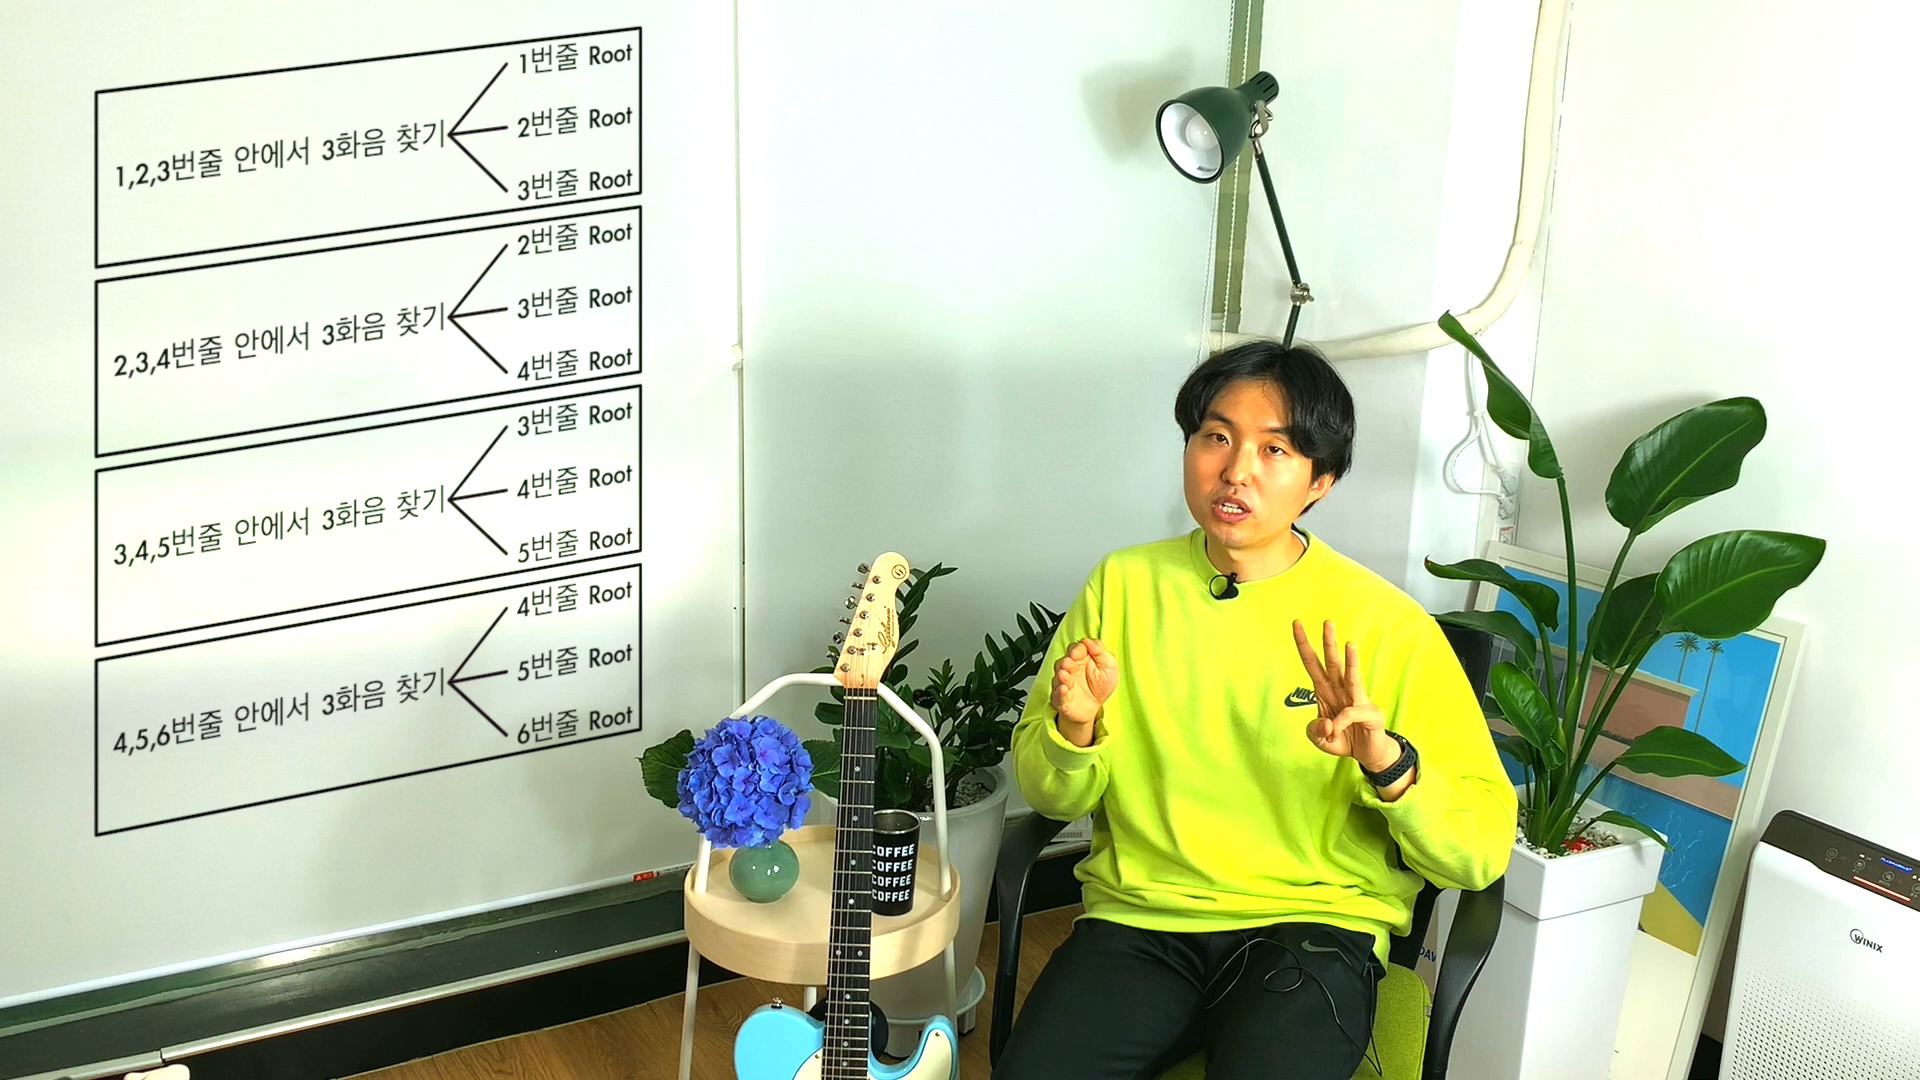 1번줄 Root
1,2,3번줄 안에서 3화음 찾기
2번줄 Root
3번줄 Root
2번줄 Root
2,3,4번줄 안에서 3화음 찾기
3번줄 Root
4번줄 Root
3번줄 Root
3,4,5번줄 안에서 3화음 찾기
4번줄 Root
5번줄 Root
4번줄 Root
4,5,6번줄 안에서 3화음 찾기
5번줄 Root
6번줄 Root
NIKE
COFFEE
COFFEE
COFFEE
COFFEE
WINIX